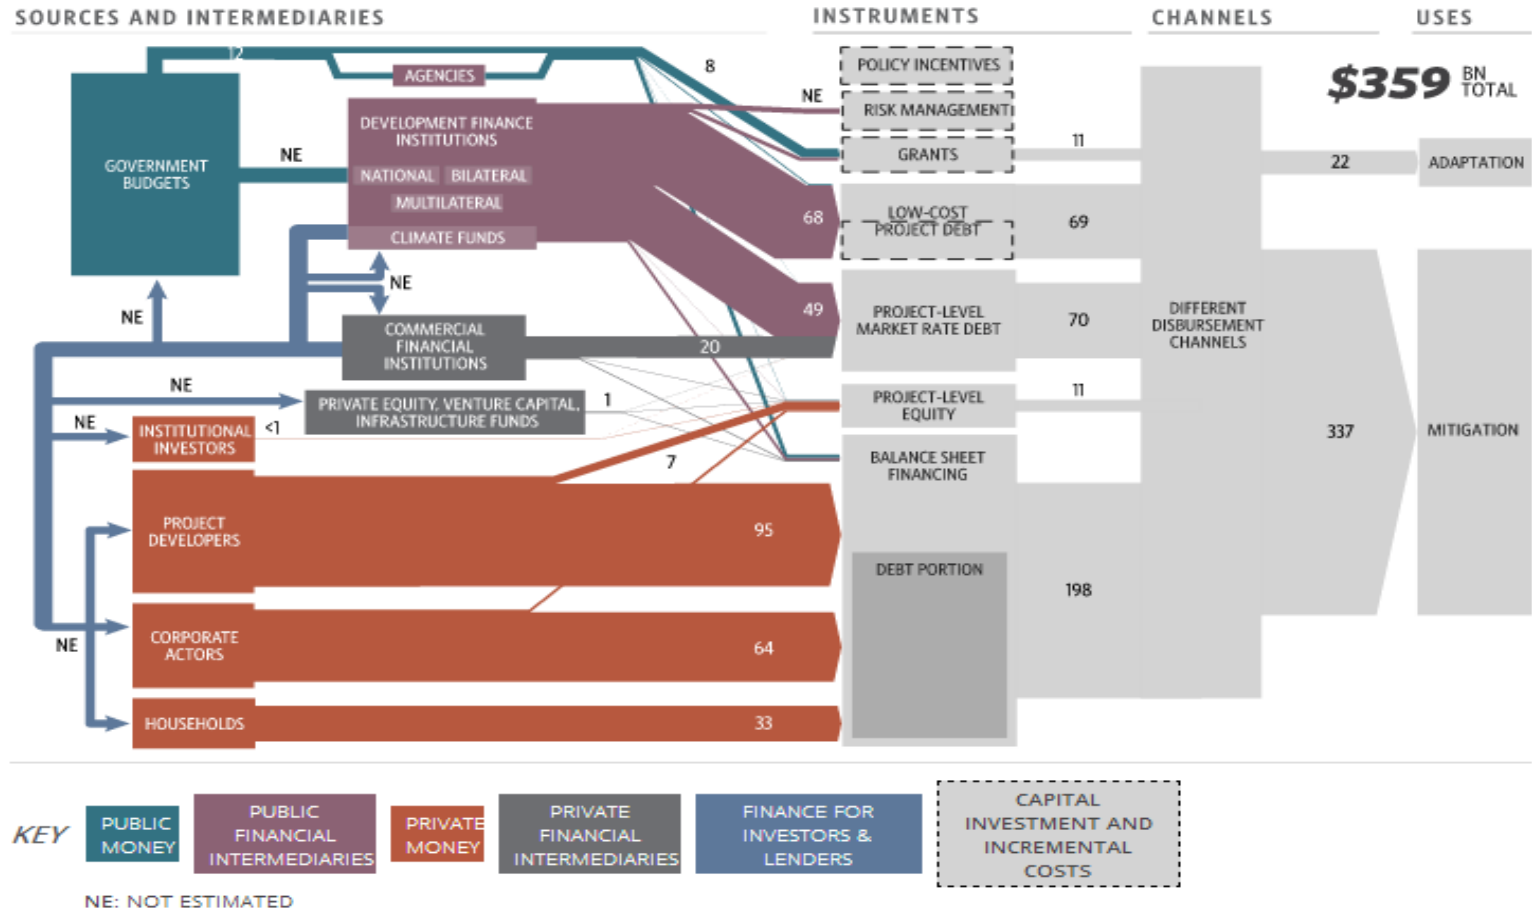 SOURCES AND INTERMEDIARIES
INSTRUMENTS
CHANNELS
USES
12
AGENCIES
8
POLICY INCENTIVES
$359 BN
TOTAL
NE
RISK MANAGEMENT
DEVELOPMENT FINANCE
INSTITUTIONS
NE
GOVERNMENT
BUDGETS
NATIONAL
BILATERAL
MULTILATERAL
CLIMATE FUNDS
GRANTS
11
22
ADAPTATION
68
LOW-COST
PROJECT DEBT
69
NE
NE
COMMERCIAL
FINANCIAL
INSTITUTIONS
49
20
PROJECT-LEVEL
MARKET RATE DEBT
70
DIFFERENT
DISBURSEMENT
CHANNELS
NE
PRIVATE EQUITY, VENTURE CAPITAL,
INFRASTRUCTURE FUNDS
1
PROJECT-LEVEL
EQUITY
11
NE
INSTITUTIONAL
INVESTORS
<1
7
337
MITIGATION
BALANCE SHEET
FINANCING
PROJECT
DEVELOPERS
95
DEBT PORTION
198
NE
CORPORATE
ACTORS
64
HOUSEHOLDS
33
KEY
PUBLIC
MONEY
PUBLIC
FINANCIAL
INTERMEDIARIES
PRIVATE
MONEY
PRIVATE
FINANCIAL
INTERMEDIARIES
FINANCE FOR
INVESTORS &
LENDERS
CAPITAL
INVESTMENT AND
INCREMENTAL
COSTS
NE: NOT ESTIMATED